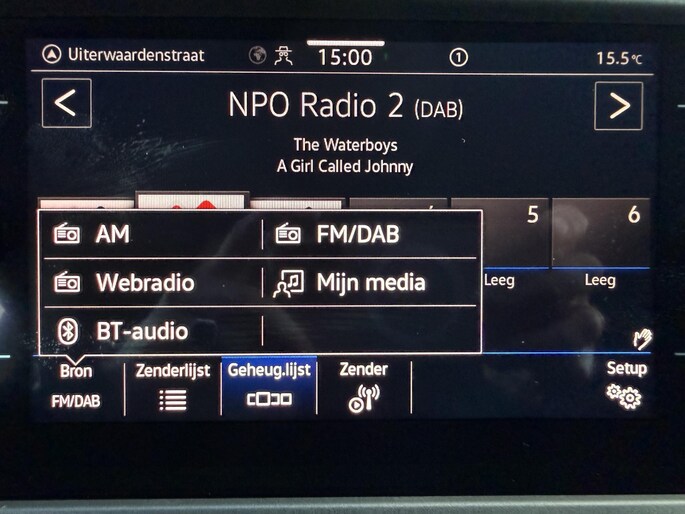 Uiterwaardenstraat 15:00 1 15.5°C
< NPO Radio 2 (DAB) >
The Waterboys
A Girl Called Johnny
5 6
AM FM/DAB
Webradio Mijn media Leeg Leeg
BT-audio
Bron Zenderlijst Geheug.lijst Zender Setup
FM/DAB